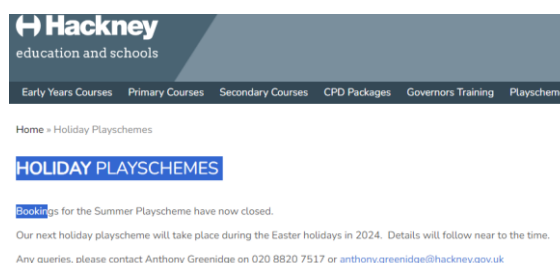 Hackney
education and schools
Early Years Courses Primary Courses Secondary Courses CPD Packages Governors Training Playscheme
Home » Holiday Playschemes
HOLIDAY PLAYSCHEMES
Bookings for the Summer Playscheme have now closed.
Our next holiday playscheme will take place during the Easter holidays in 2024. Details will follow near to the time.
Any queries, please contact Anthony Greenidge on 020 8820 7517 or anthony.greenidge@hackney.gov.uk